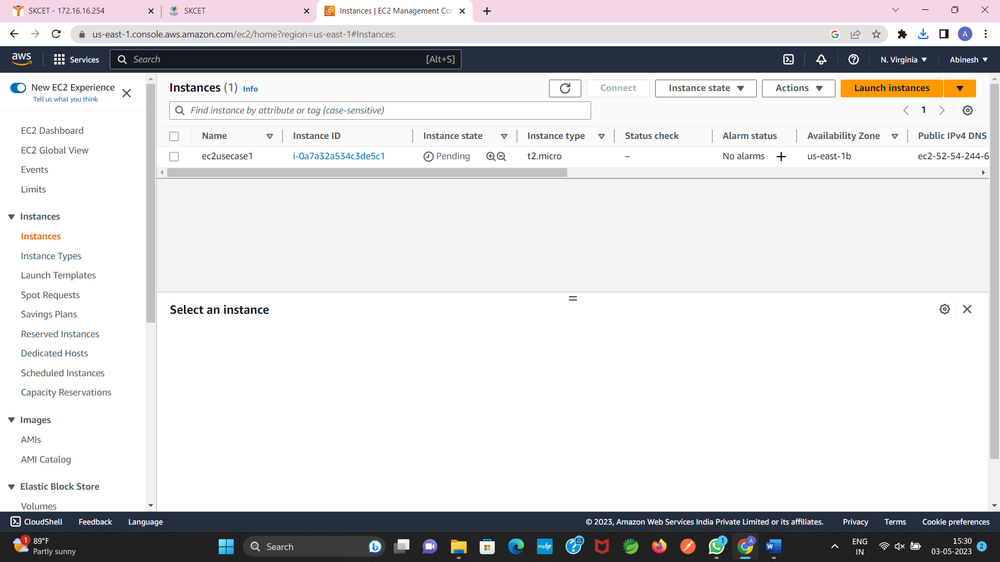 SKCET - 172.16.16.254
SKCET
Instances | EC2 Management Con
us-east-1.console.aws.amazon.com/ec2/home?region=us-east-1#Instances:
A
aws
Services
Search
[Alt+S]
N. Virginia
Abinesh
New EC2 Experience
Tell us what you think
EC2 Dashboard
EC2 Global View
Events
Limits
Instances
Instances
Instance Types
Launch Templates
Spot Requests
Savings Plans
Reserved Instances
Dedicated Hosts
Scheduled Instances
Capacity Reservations
Images
AMIs
AMI Catalog
Elastic Block Store
Volumes
Instances (1) Info
Connect
Instance state
Actions
Launch instances
Find instance by attribute or tag (case-sensitive)
1
Name Instance ID Instance state Instance type Status check Alarm status Availability Zone Public IPv4 DNS
ec2usecase1 i-0a7a32a534c3de5c1 Pending t2.micro – No alarms us-east-1b ec2-52-54-244-6
Select an instance
CloudShell Feedback Language
© 2023, Amazon Web Services India Private Limited or its affiliates. Privacy Terms Cookie preferences
1
89°F
Partly sunny
Search
myhp
1
A
W
ENG
IN
15:30
03-05-2023
2